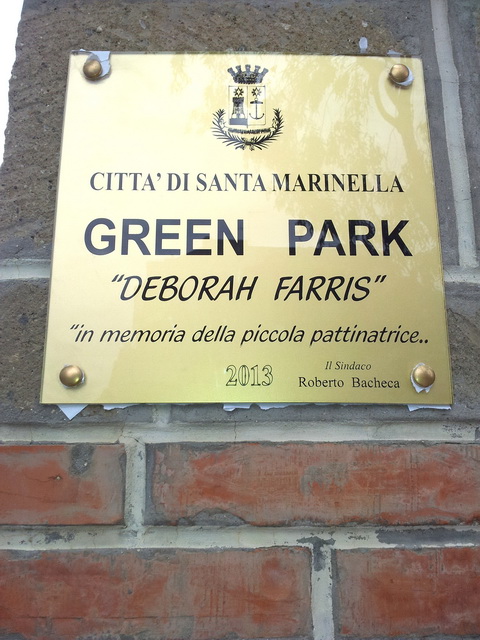 CITTA' DI SANTA MARINELLA
GREEN PARK
"DEBORAH FARRIS"
"in memoria della piccola pattinatrice..
2013
Il Sindaco
Roberto Bacheca